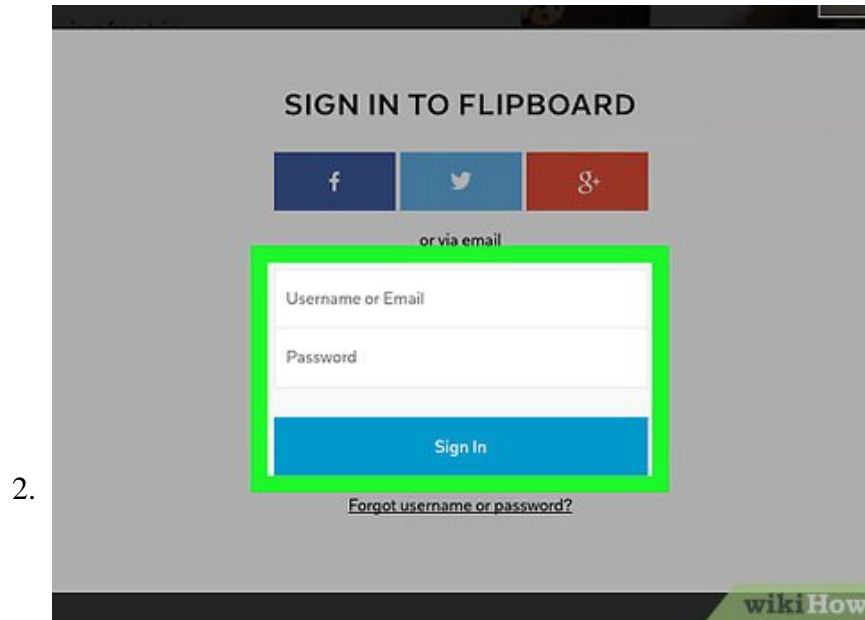 SIGN IN TO FLIPBOARD
f
g+
or via email
Username or Email
Password
Sign In
2.
Forgot username or password?
wikiHow